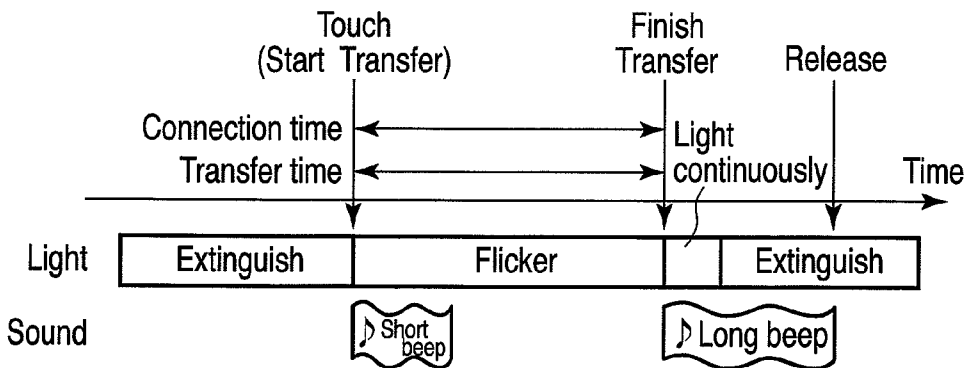 Touch
(Start Transfer)
Finish
Transfer
Release
Connection time
Transfer time
Light
continuously
Time
Light
Extinguish
Flicker
Extinguish
Sound
♪ Short
beep
♪ Long beep